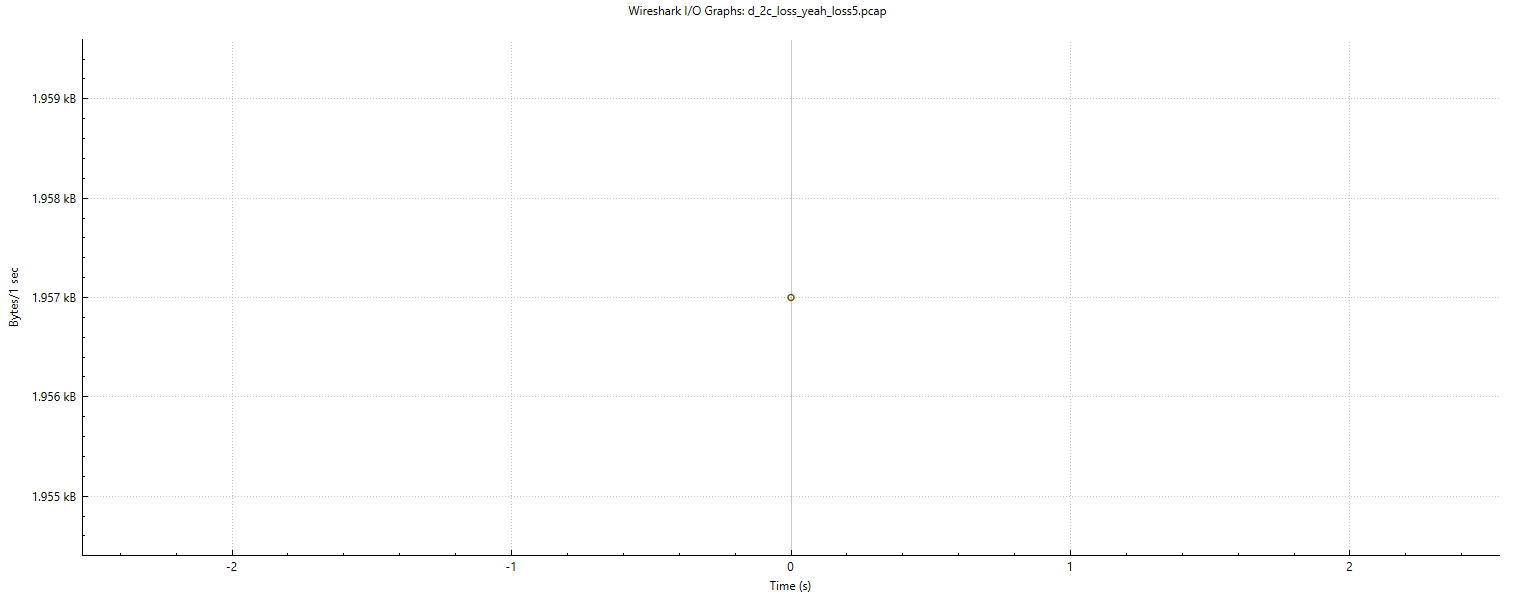 Wireshark I/O Graphs: d_2c_loss_yeah_loss5.pcap
1.959 kB
1.958 kB
1.957 kB
1.956 kB
1.955 kB
Bytes/1 sec
-2 -1 0 1 2
Time (s)